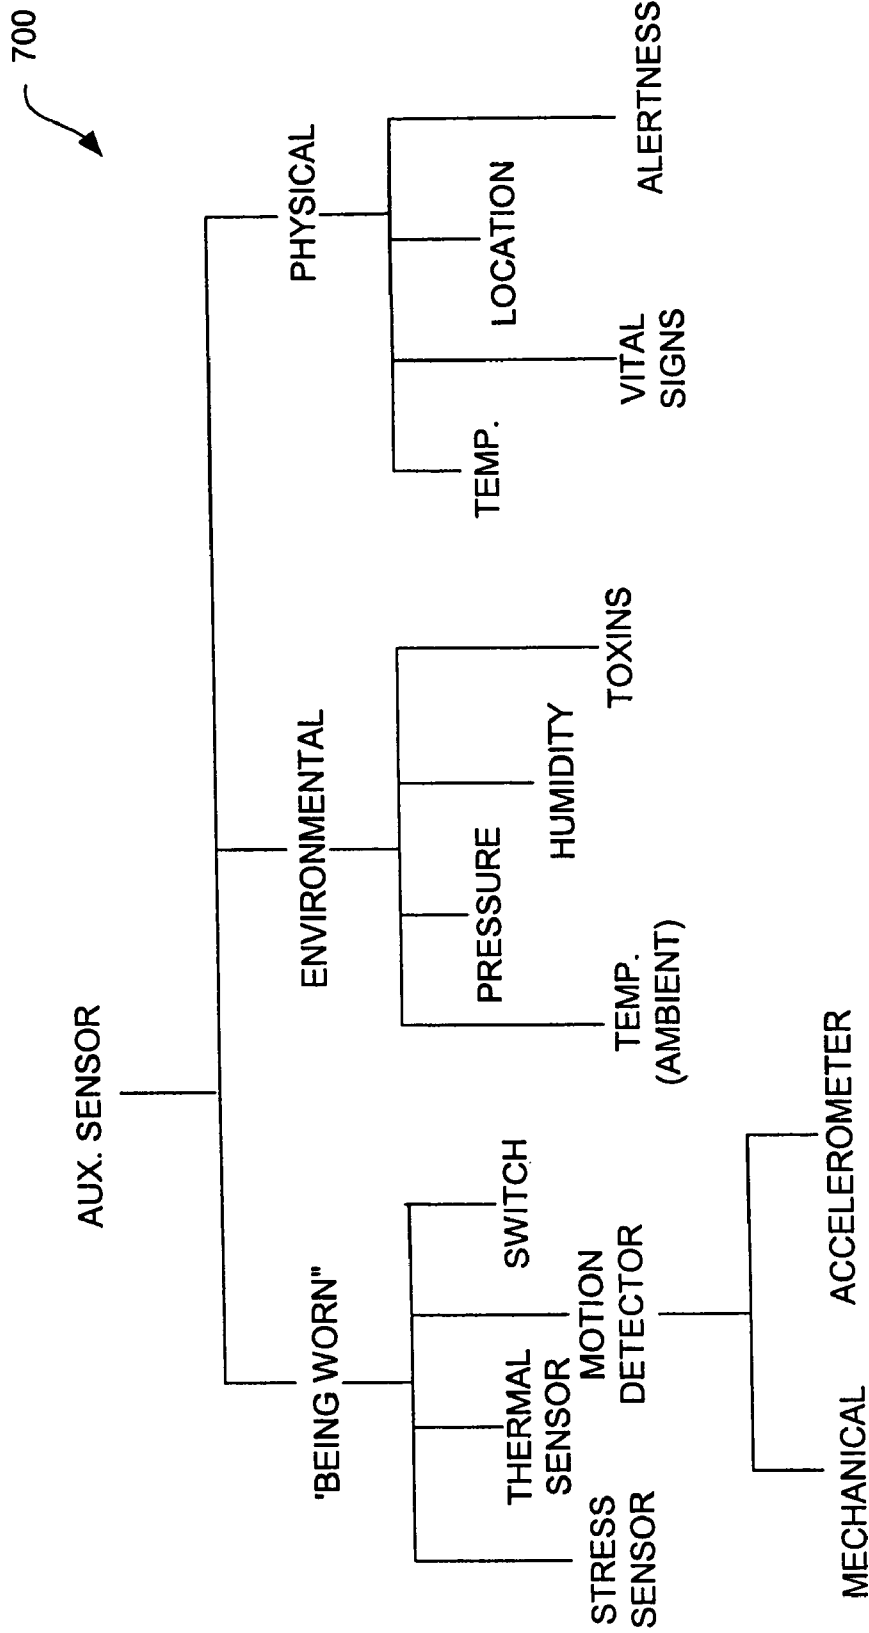 700
AUX. SENSOR
'BEING WORN"
ENVIRONMENTAL
PHYSICAL
STRESS
SENSOR
THERMAL
SENSOR
MOTION
DETECTOR
SWITCH
TEMP.
(AMBIENT)
PRESSURE
HUMIDITY
TOXINS
TEMP.
VITAL
SIGNS
LOCATION
ALERTNESS
MECHANICAL
ACCELEROMETER